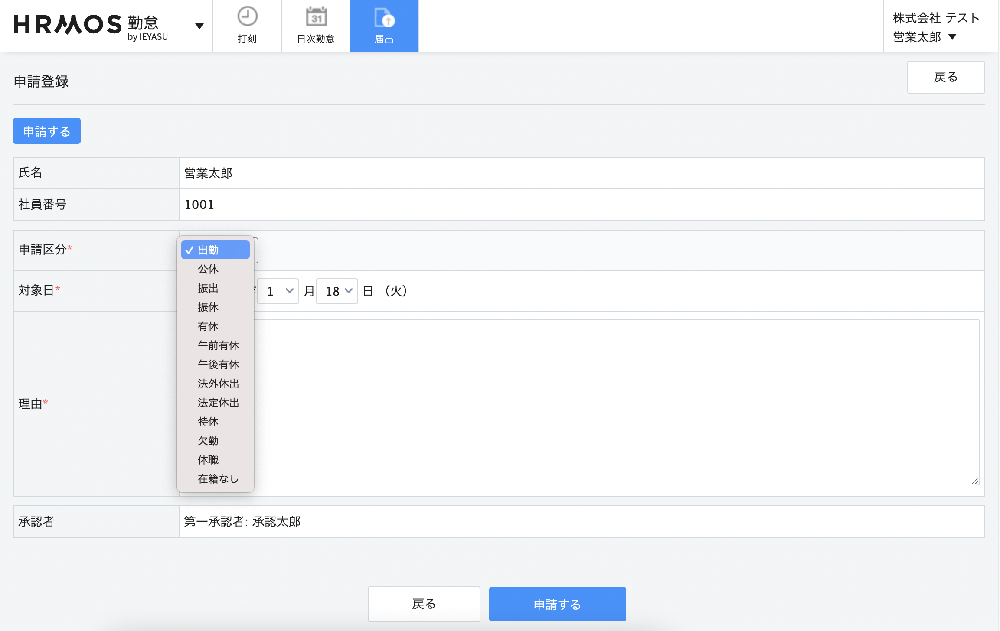 HRMOS 勤怠
by IEYASU
打刻
31
日次勤怠
届出
株式会社 テスト
営業太郎
申請登録
戻る
申請する
氏名
営業太郎
社員番号
1001
申請区分*
出勤
公休
振出
振休
有休
午前有休
午後有休
法外休出
法定休出
特休
欠勤
休職
在籍なし
対象日*
1 月 18 日 （火）
理由*
承認者
第一承認者: 承認太郎
戻る
申請する